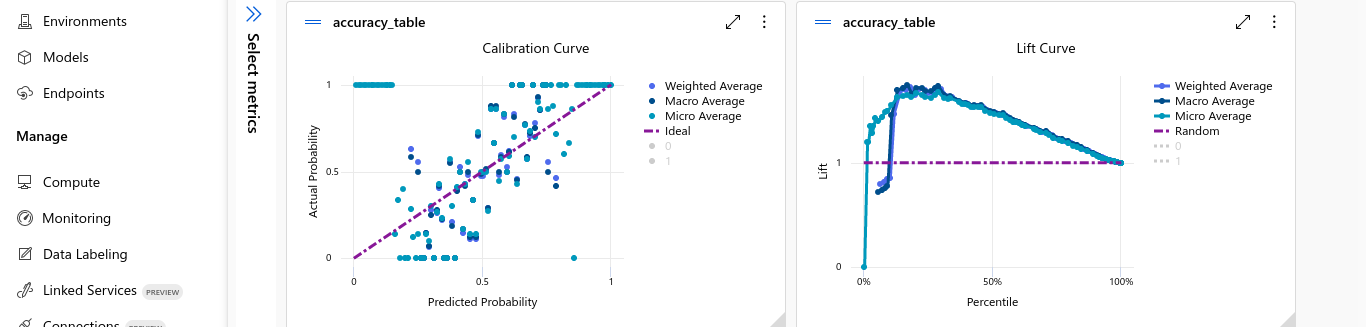 Environments
Models
Endpoints
Manage
Compute
Monitoring
Data Labeling
Linked Services PREVIEW
Connections PREVIEW
Select metrics
accuracy_table
Calibration Curve
Actual Probability
1
0.5
0
0
0.5
1
Predicted Probability
Weighted Average
Macro Average
Micro Average
Ideal
0
1
accuracy_table
Lift Curve
Lift
1
0
0%
50%
100%
Percentile
Weighted Average
Macro Average
Micro Average
Random
0
1